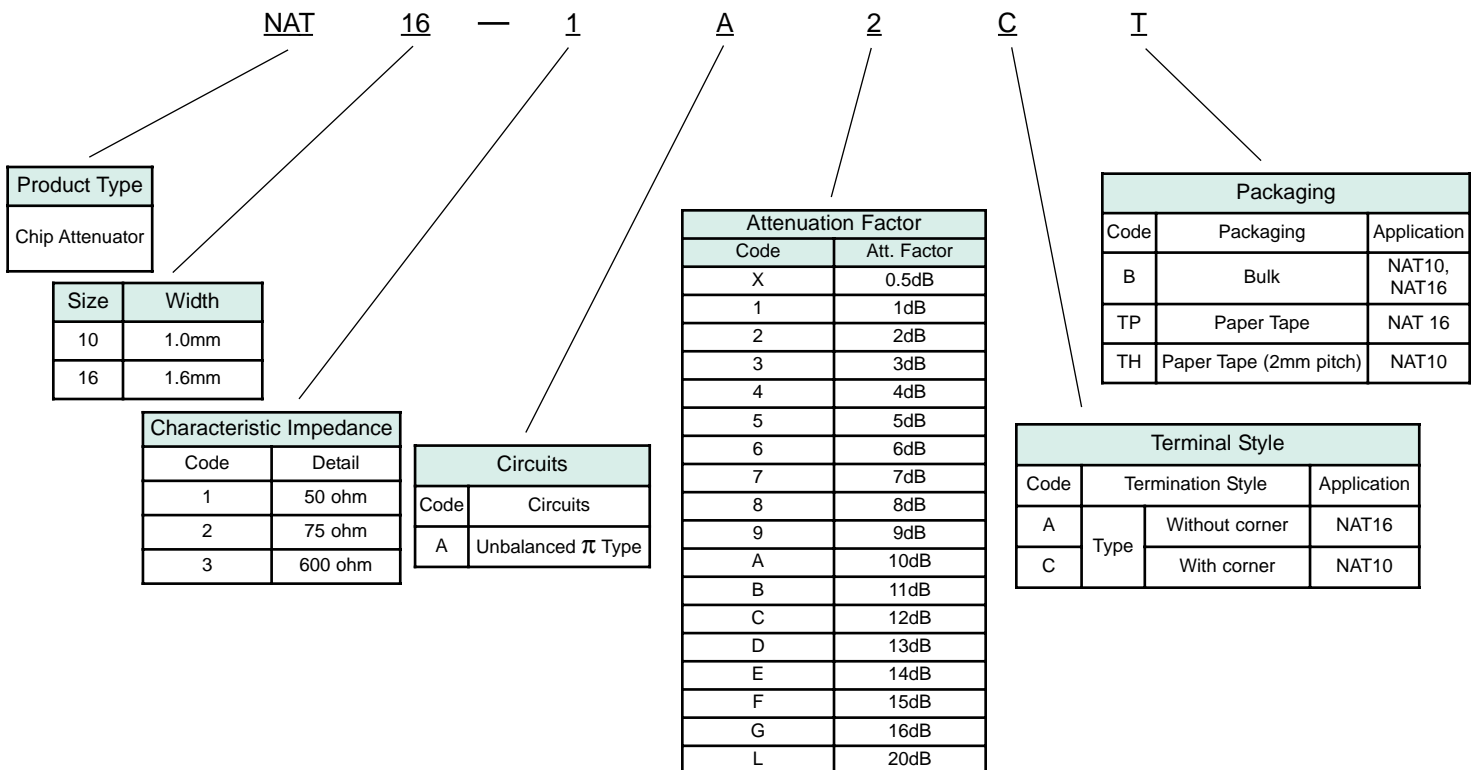 NAT 16 — 1 A 2 C T
Product Type
Chip Attenuator
Size Width
10 1.0mm
16 1.6mm
Characteristic Impedance
Code Detail
1 50 ohm
2 75 ohm
3 600 ohm
Circuits
Code Circuits
A Unbalanced π Type
Attenuation Factor
Code Att. Factor
X 0.5dB
1 1dB
2 2dB
3 3dB
4 4dB
5 5dB
6 6dB
7 7dB
8 8dB
9 9dB
A 10dB
B 11dB
C 12dB
D 13dB
E 14dB
F 15dB
G 16dB
L 20dB
Packaging
Code Packaging Application
B Bulk NAT10,
NAT16
TP Paper Tape NAT 16
TH Paper Tape (2mm pitch) NAT10
Terminal Style
Code Termination Style Application
A Type Without corner NAT16
C With corner NAT10